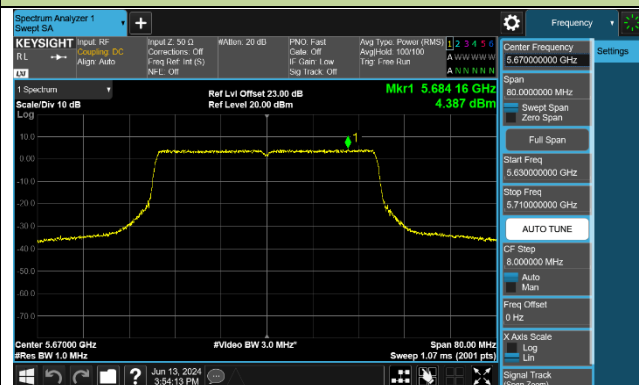 Spectrum Analyzer 1
Swept SA
+
Frequency
KEYSIGHT
Input: RF
Coupling: DC
Align: Auto
Input Z: 50 Ω
Corrections: Off
Freq Ref: Int (S)
NFE: Off
#Atten: 20 dB
PNO: Fast
Gate: Off
IF Gain: Low
Sig Track: Off
Avg Type: Power (RMS)
Avg|Hold: 100/100
Trig: Free Run
1 2 3 4 5 6
A W W W W W
A N N N N N
RL
LXI
1 Spectrum
Scale/Div 10 dB
Log
Ref Lvl Offset 23.00 dB
Ref Level 20.00 dBm
Mkr1 5.684 16 GHz
4.387 dBm
1
10.0
0.00
-10.0
-20.0
-30.0
-40.0
-50.0
-60.0
-70.0
Center 5.67000 GHz
#Res BW 1.0 MHz
#Video BW 3.0 MHz*
Span 80.00 MHz
Sweep 1.07 ms (2001 pts)
Center Frequency
5.670000000 GHz
Settings
Span
80.0000000 MHz
Swept Span
Zero Span
Full Span
Start Freq
5.630000000 GHz
Stop Freq
5.710000000 GHz
AUTO TUNE
CF Step
8.000000 MHz
Auto
Man
Freq Offset
0 Hz
X Axis Scale
Log
Lin
Signal Track
(Span Zoom)
?
Jun 13, 2024
3:54:13 PM